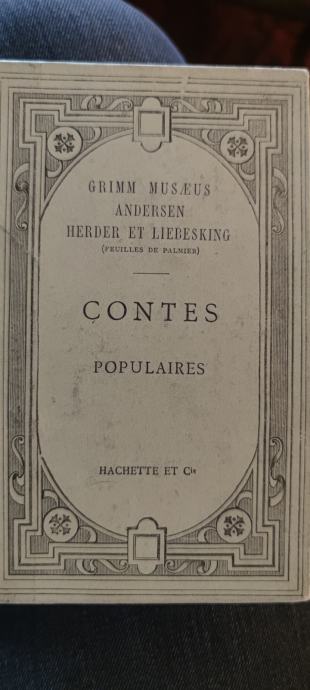 GRIMM MUSÆUS
ANDERSEN
HERDER ET LIEBESKING
(FEUILLES DE PALMIER)
CONTES
POPULAIRES
HACHETTE ET Cie